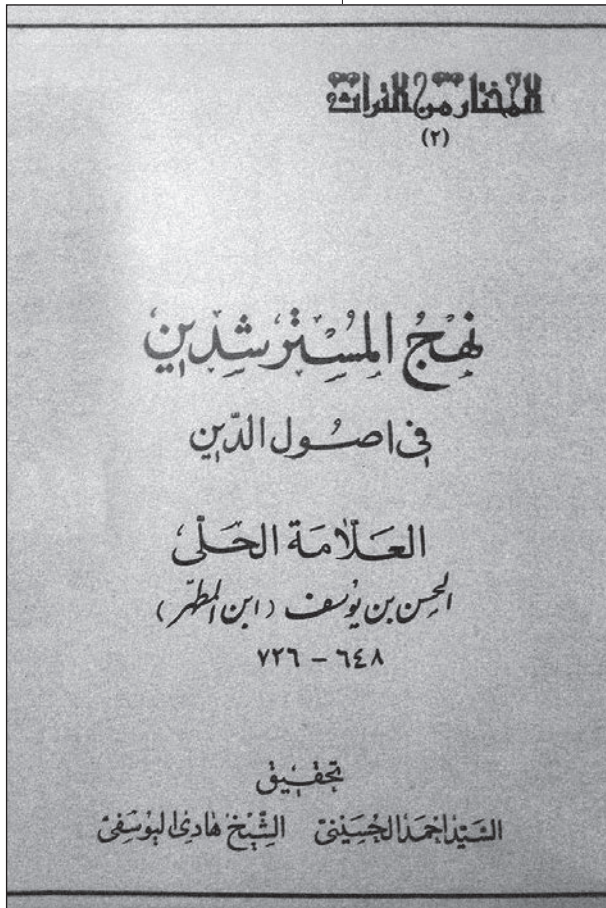 المختار من التراث
(٢)
نهج المسترشدين
في اصول الدين
العلامة الحلي
الحسن بن يوسف (ابن المطهر)
٦٤٨ - ٧٢٦
تحقيق
السيد احمد الحسيني الشيخ هادي اليوسفي